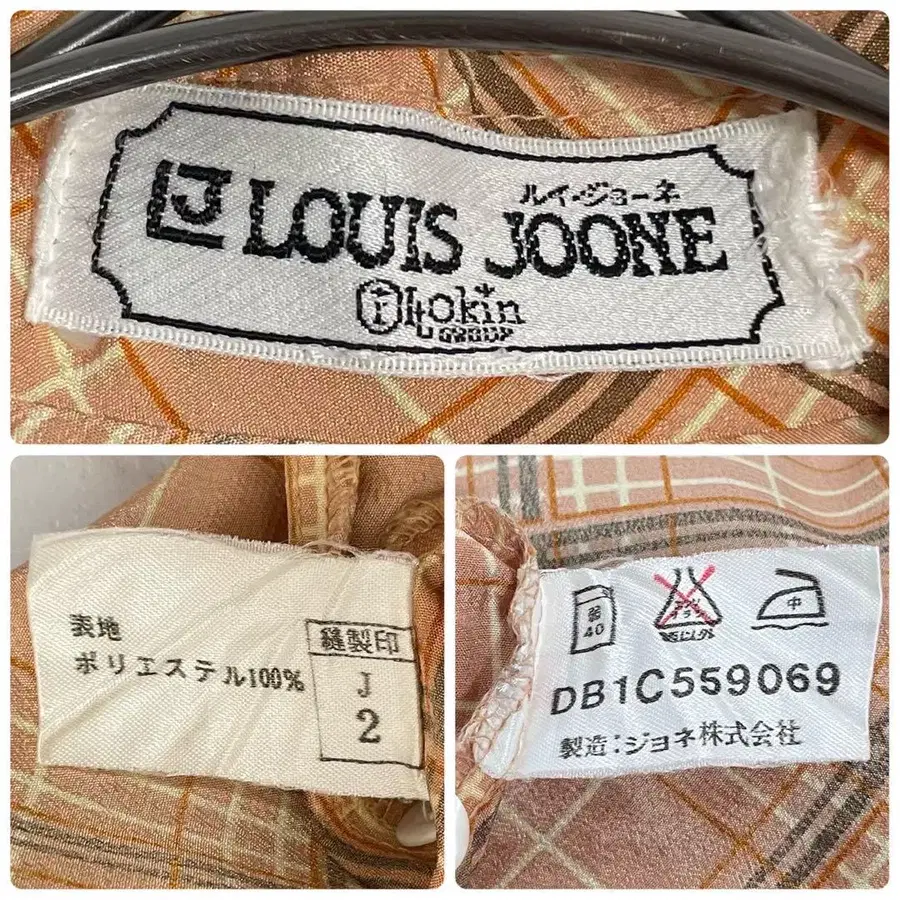 LJ LOUIS JOONE
ルイ・ジョーネ
GROUP
表地
ポリエステル100%
縫製印
J
2
弱
40
中
DB1C559069
製造:ジョネ株式会社